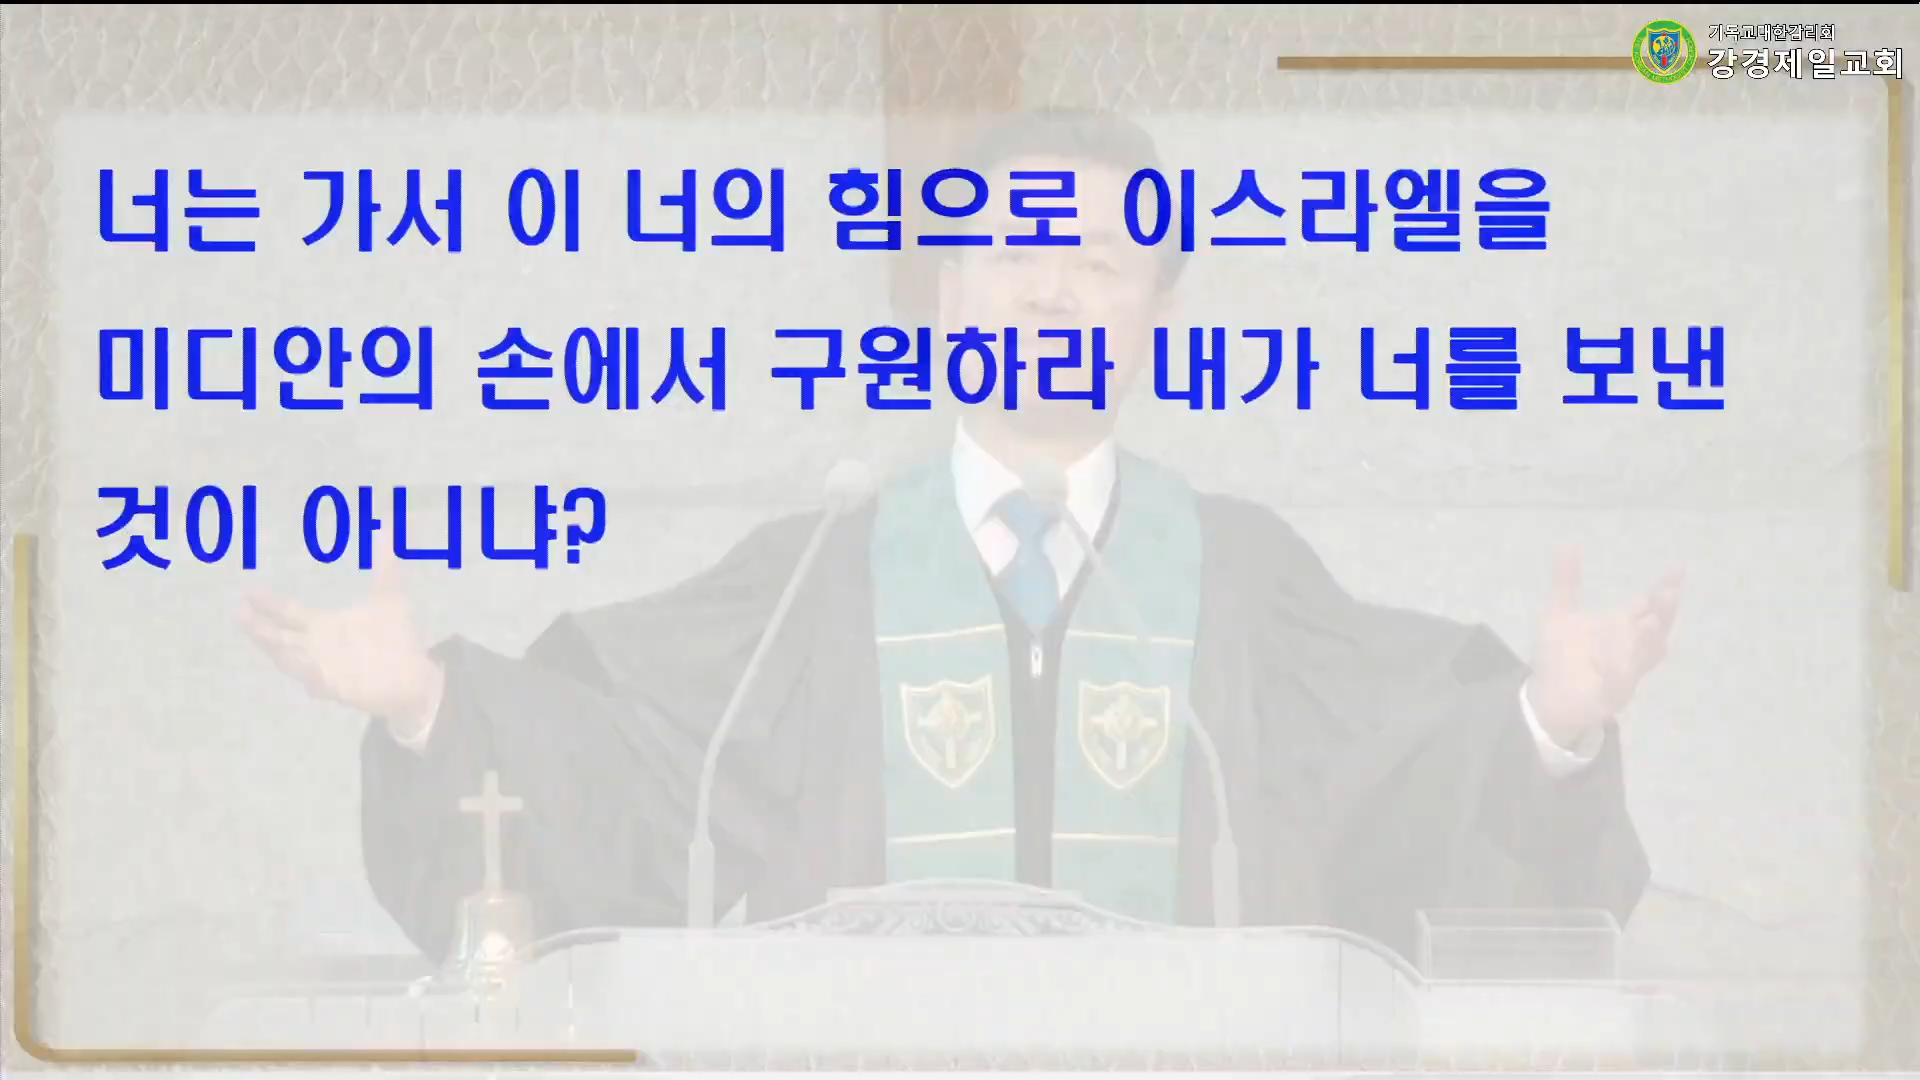 기독교대한감리회
강경제일교회
너는 가서 이 너의 힘으로 이스라엘을
미디안의 손에서 구원하라 내가 너를 보낸
것이 아니냐?